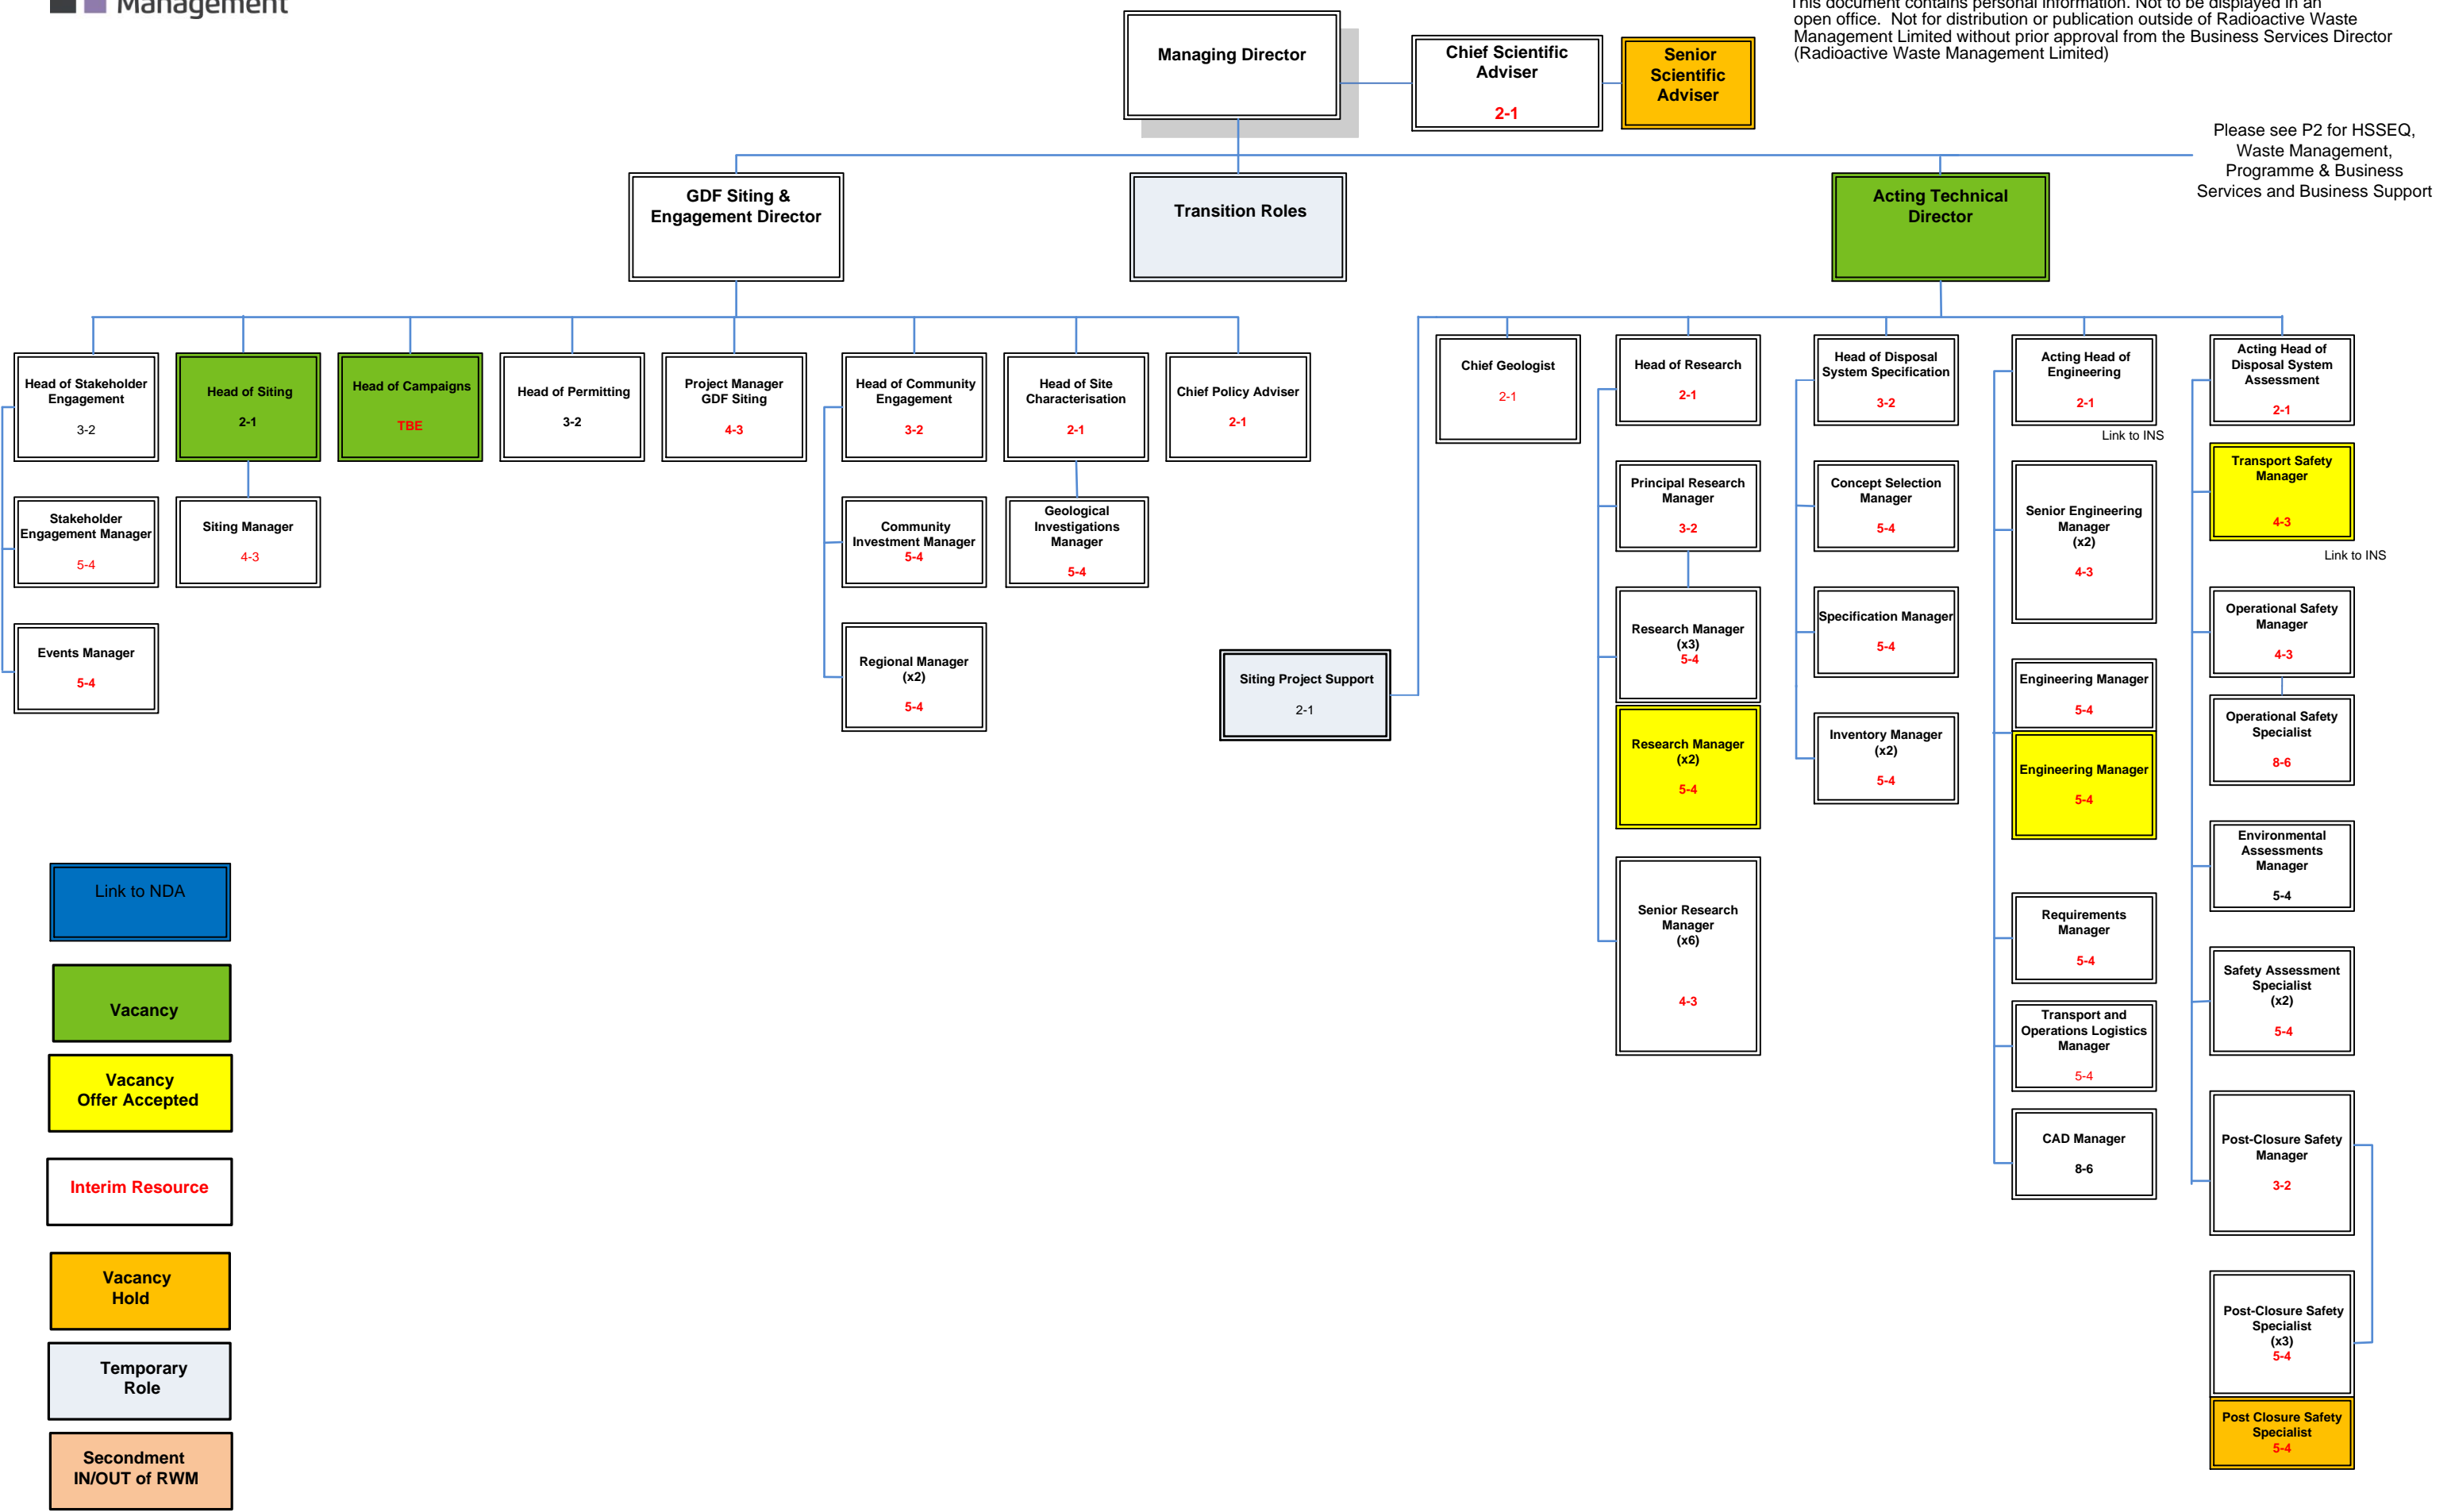 Management
This document contains personal information. Not to be displayed in an
open office. Not for distribution or publication outside of Radioactive Waste
Management Limited without prior approval from the Business Services Director
(Radioactive Waste Management Limited)
Managing Director
Chief Scientific
Adviser
2-1
Senior
Scientific
Adviser
Please see P2 for HSSEQ,
Waste Management,
Programme & Business
Services and Business Support
GDF Siting &
Engagement Director
Transition Roles
Acting Technical
Director
Head of Stakeholder
Engagement
3-2
Head of Siting
2-1
Head of Campaigns
TBE
Head of Permitting
3-2
Project Manager
GDF Siting
4-3
Head of Community
Engagement
3-2
Head of Site
Characterisation
2-1
Chief Policy Adviser
2-1
Chief Geologist
2-1
Head of Research
2-1
Head of Disposal
System Specification
3-2
Acting Head of
Engineering
2-1
Link to INS
Acting Head of
Disposal System
Assessment
2-1
Stakeholder
Engagement Manager
5-4
Siting Manager
4-3
Community
Investment Manager
5-4
Geological
Investigations
Manager
5-4
Events Manager
5-4
Regional Manager
(x2)
5-4
Siting Project Support
2-1
Principal Research
Manager
3-2
Research Manager
(x3)
5-4
Research Manager
(x2)
5-4
Senior Research
Manager
(x6)
4-3
Concept Selection
Manager
5-4
Specification Manager
5-4
Inventory Manager
(x2)
5-4
Senior Engineering
Manager
(x2)
4-3
Engineering Manager
5-4
Engineering Manager
5-4
Requirements
Manager
5-4
Transport and
Operations Logistics
Manager
5-4
CAD Manager
8-6
Transport Safety
Manager
4-3
Link to INS
Operational Safety
Manager
4-3
Operational Safety
Specialist
8-6
Environmental
Assessments
Manager
5-4
Safety Assessment
Specialist
(x2)
5-4
Post-Closure Safety
Manager
3-2
Post-Closure Safety
Specialist
(x3)
5-4
Post Closure Safety
Specialist
5-4
Link to NDA
Vacancy
Vacancy
Offer Accepted
Interim Resource
Vacancy
Hold
Temporary
Role
Secondment
IN/OUT of RWM